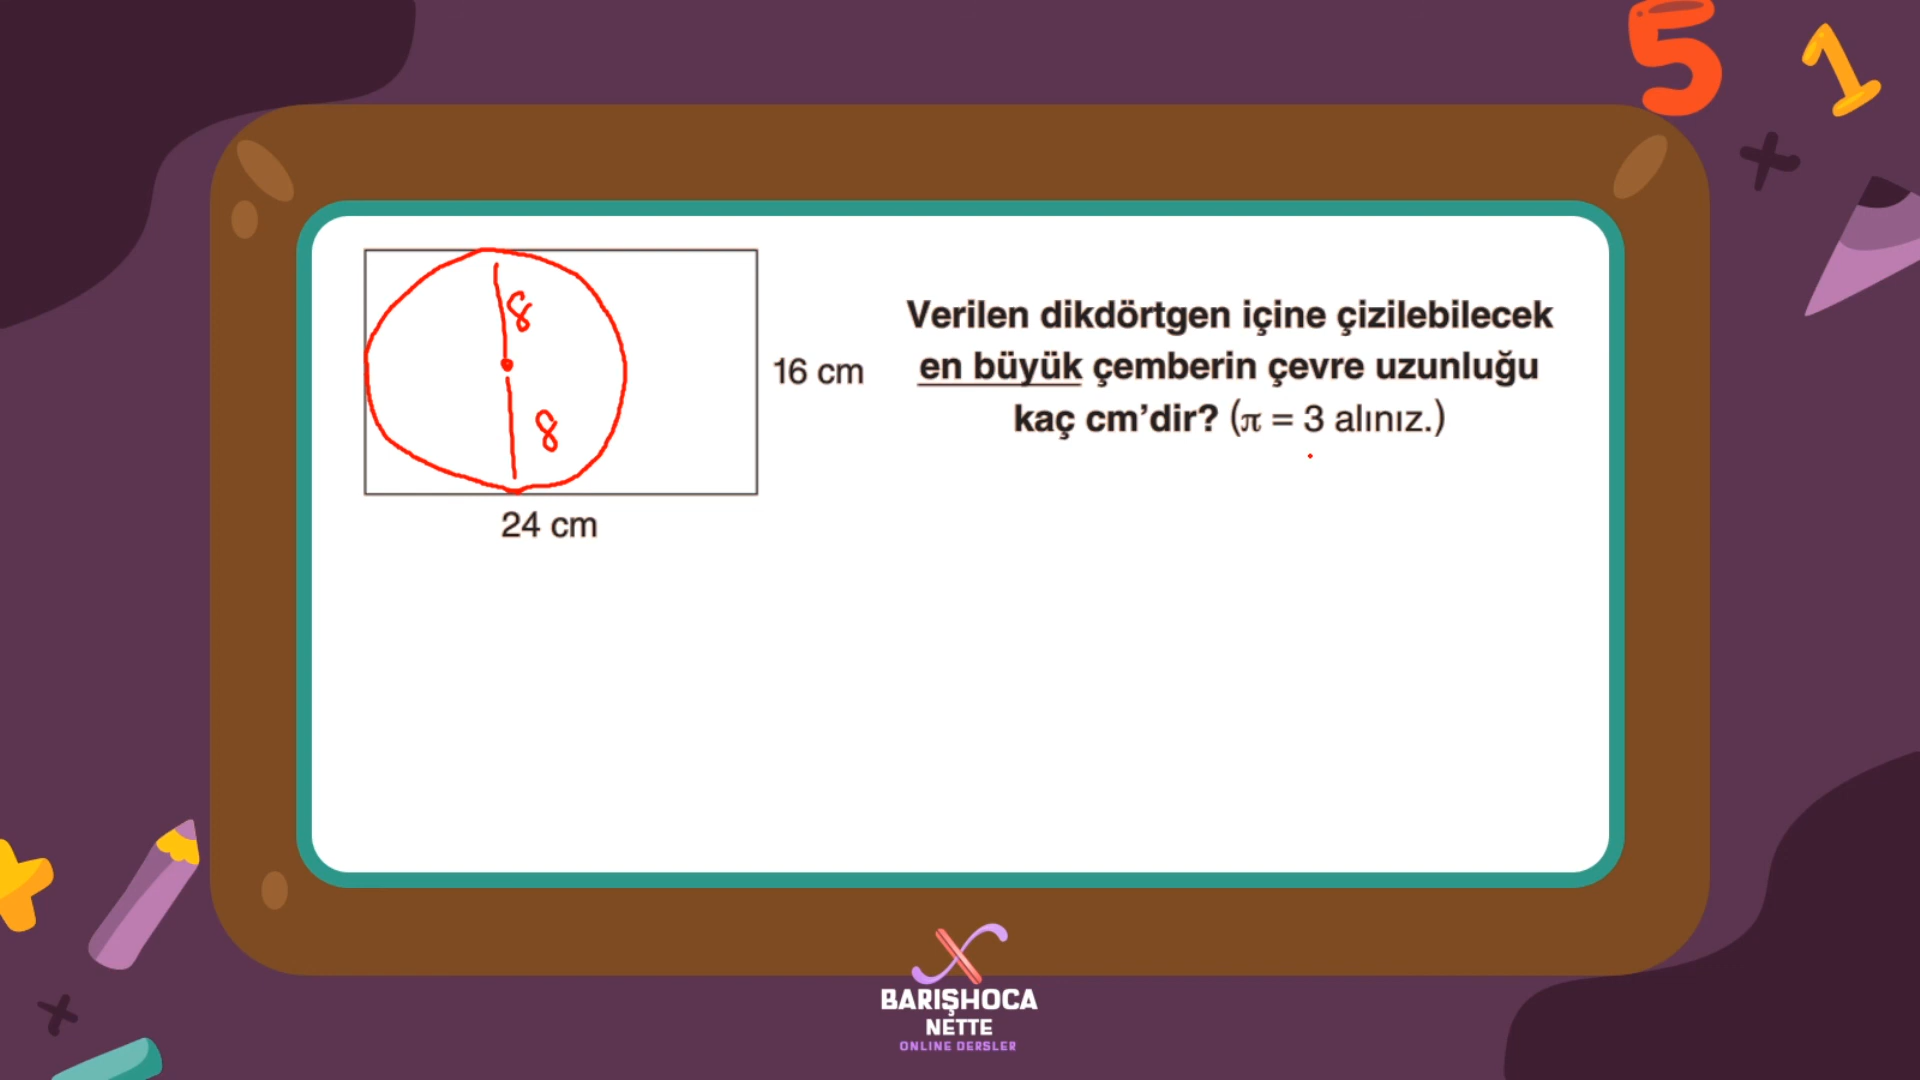 5 1
8
8
16 cm
24 cm
Verilen dikdörtgen içine çizilebilecek
en büyük çemberin çevre uzunluğu
kaç cm’dir? (π = 3 alınız.)
BARIŞHOCA
NETTE
ONLINE DERSLER